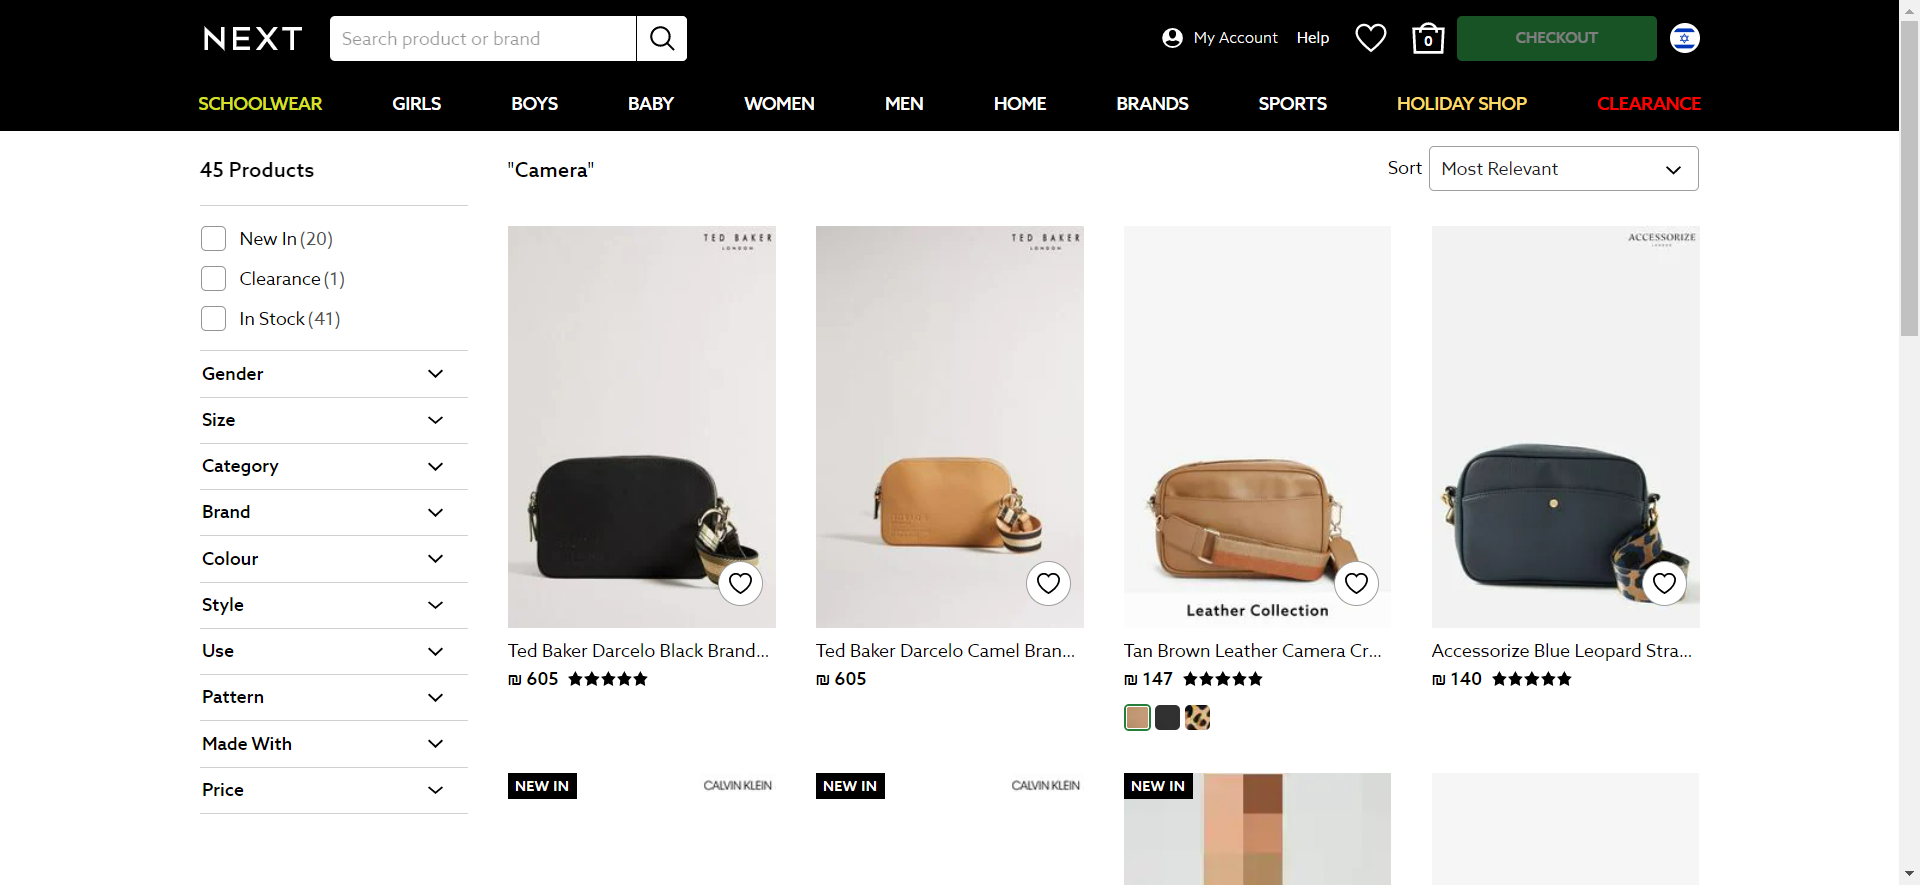 NEXT
Search product or brand
My Account
Help
0
CHECKOUT
SCHOOLWEAR
GIRLS
BOYS
BABY
WOMEN
MEN
HOME
BRANDS
SPORTS
HOLIDAY SHOP
CLEARANCE
45 Products
"Camera"
Sort
Most Relevant
New In (20)
Clearance (1)
In Stock (41)
Gender
Size
Category
Brand
Colour
Style
Use
Pattern
Made With
Price
TED BAKER
LONDON
TED BAKER
LONDON
Leather Collection
ACCESSORIZE
LONDON
Ted Baker Darcelo Black Brand...
₪ 605
Ted Baker Darcelo Camel Bran...
₪ 605
Tan Brown Leather Camera Cr...
₪ 147
Accessorize Blue Leopard Stra...
₪ 140
NEW IN
CALVIN KLEIN
NEW IN
CALVIN KLEIN
NEW IN